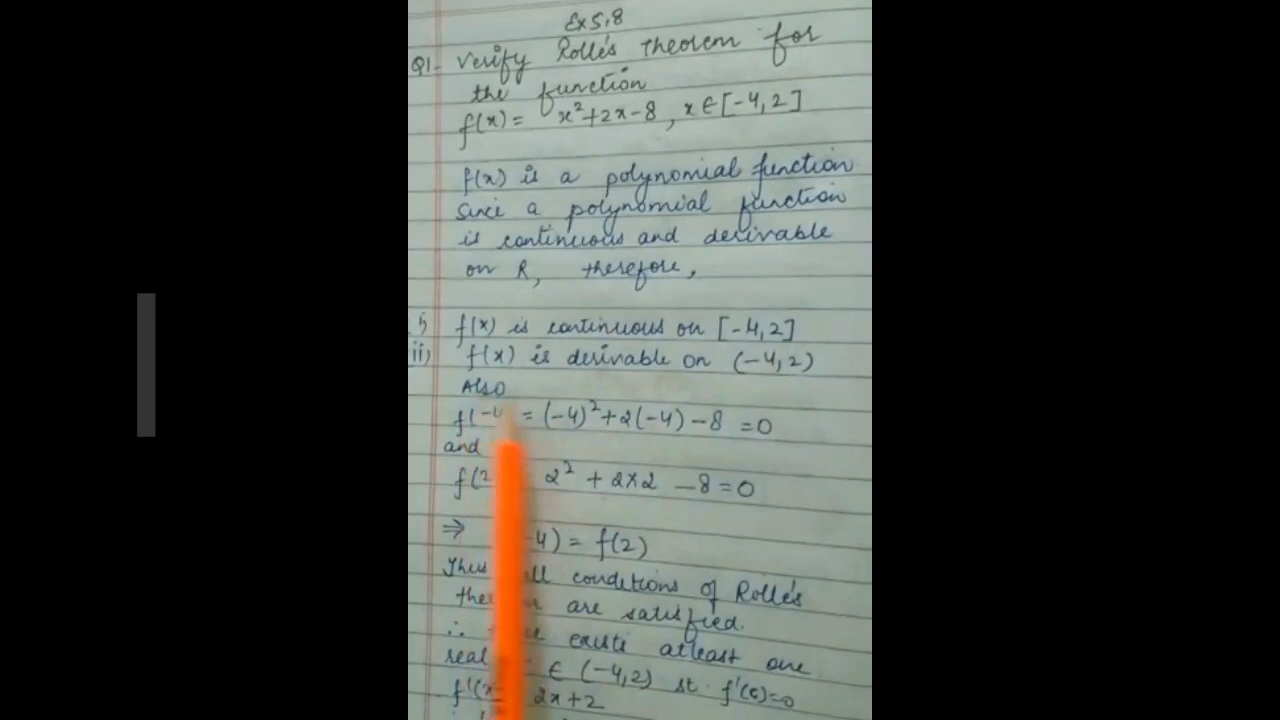 Ex 5.8
Q1- Verify Rolle's Theorem for
the function
f(x) = x²+2x-8, x ∈ [-4,2]
f(x) is a polynomial function
Since a polynomial function
is continuous and derivable
on R, therefore,
i) f(x) is continuous on [-4,2]
ii) f(x) is derivable on (-4,2)
Also
f(-4 = (-4)²+2(-4)-8 =0
and
f(2 2² + 2×2 -8=0
⇒ 4) = f(2)
Thus all conditions of Rolle's
are satisfied.
∴ exists atleast one
real ∈ (-4,2) st. f'(c)=0
f'(x 2x+2